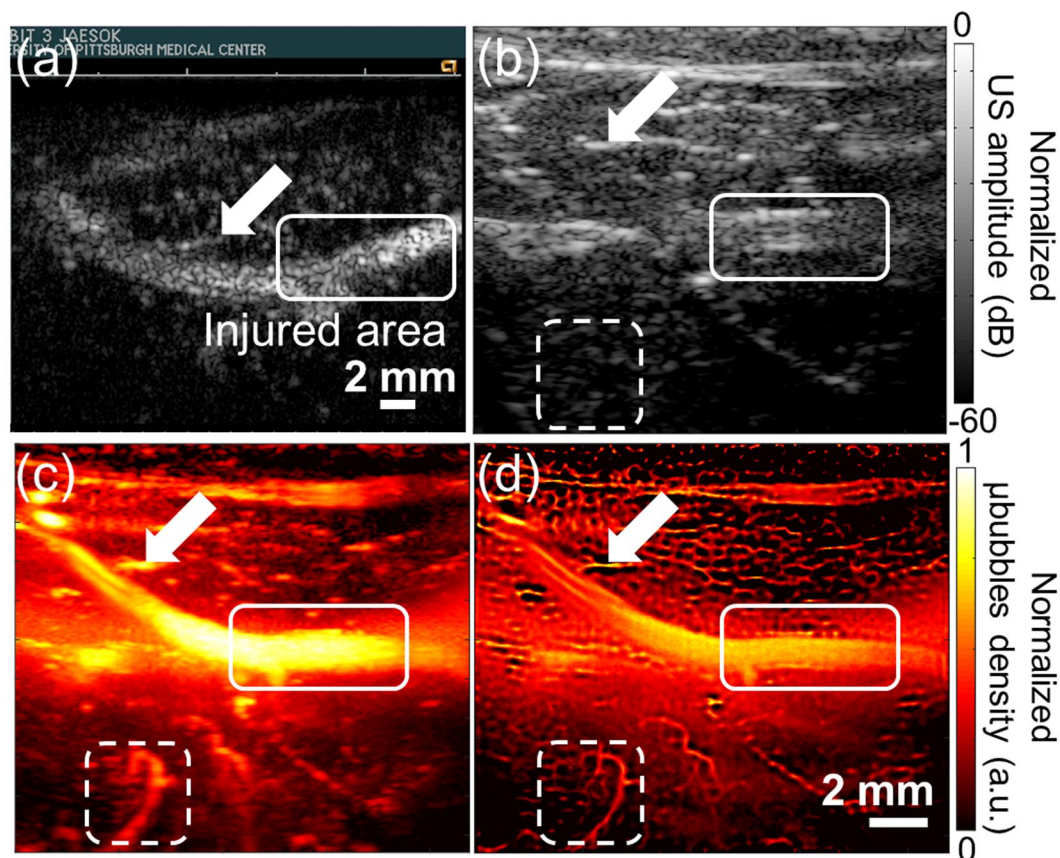 BIT 3 JAESOK
ERSITY OF PITTSBURGH MEDICAL CENTER
(a)
Injured area
2 mm
(b)
0
Normalized
US amplitude (dB)
-60
(c)
(d)
2 mm
1
Normalized
μbubbles density (a.u.)
0